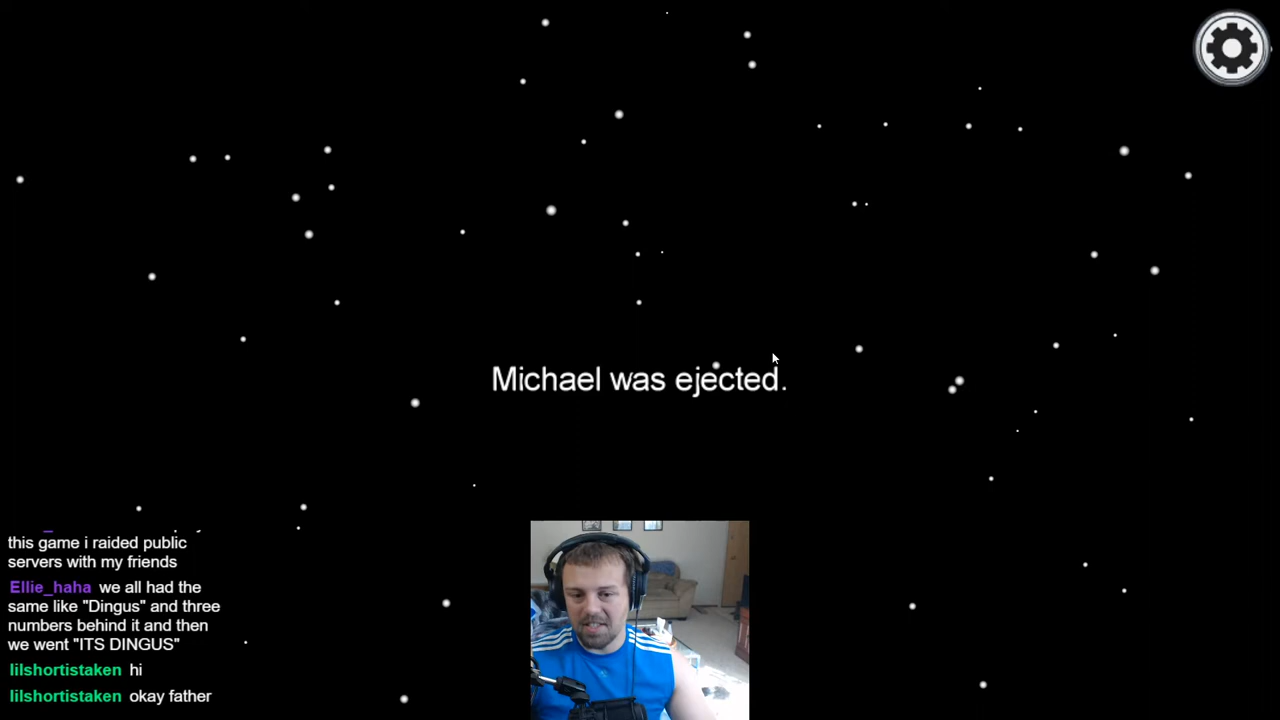 Michael was ejected.
this game i raided public
servers with my friends
Ellie_haha we all had the
same like "Dingus" and three
numbers behind it and then
we went "ITS DINGUS"
lilshortistaken hi
lilshortistaken okay father